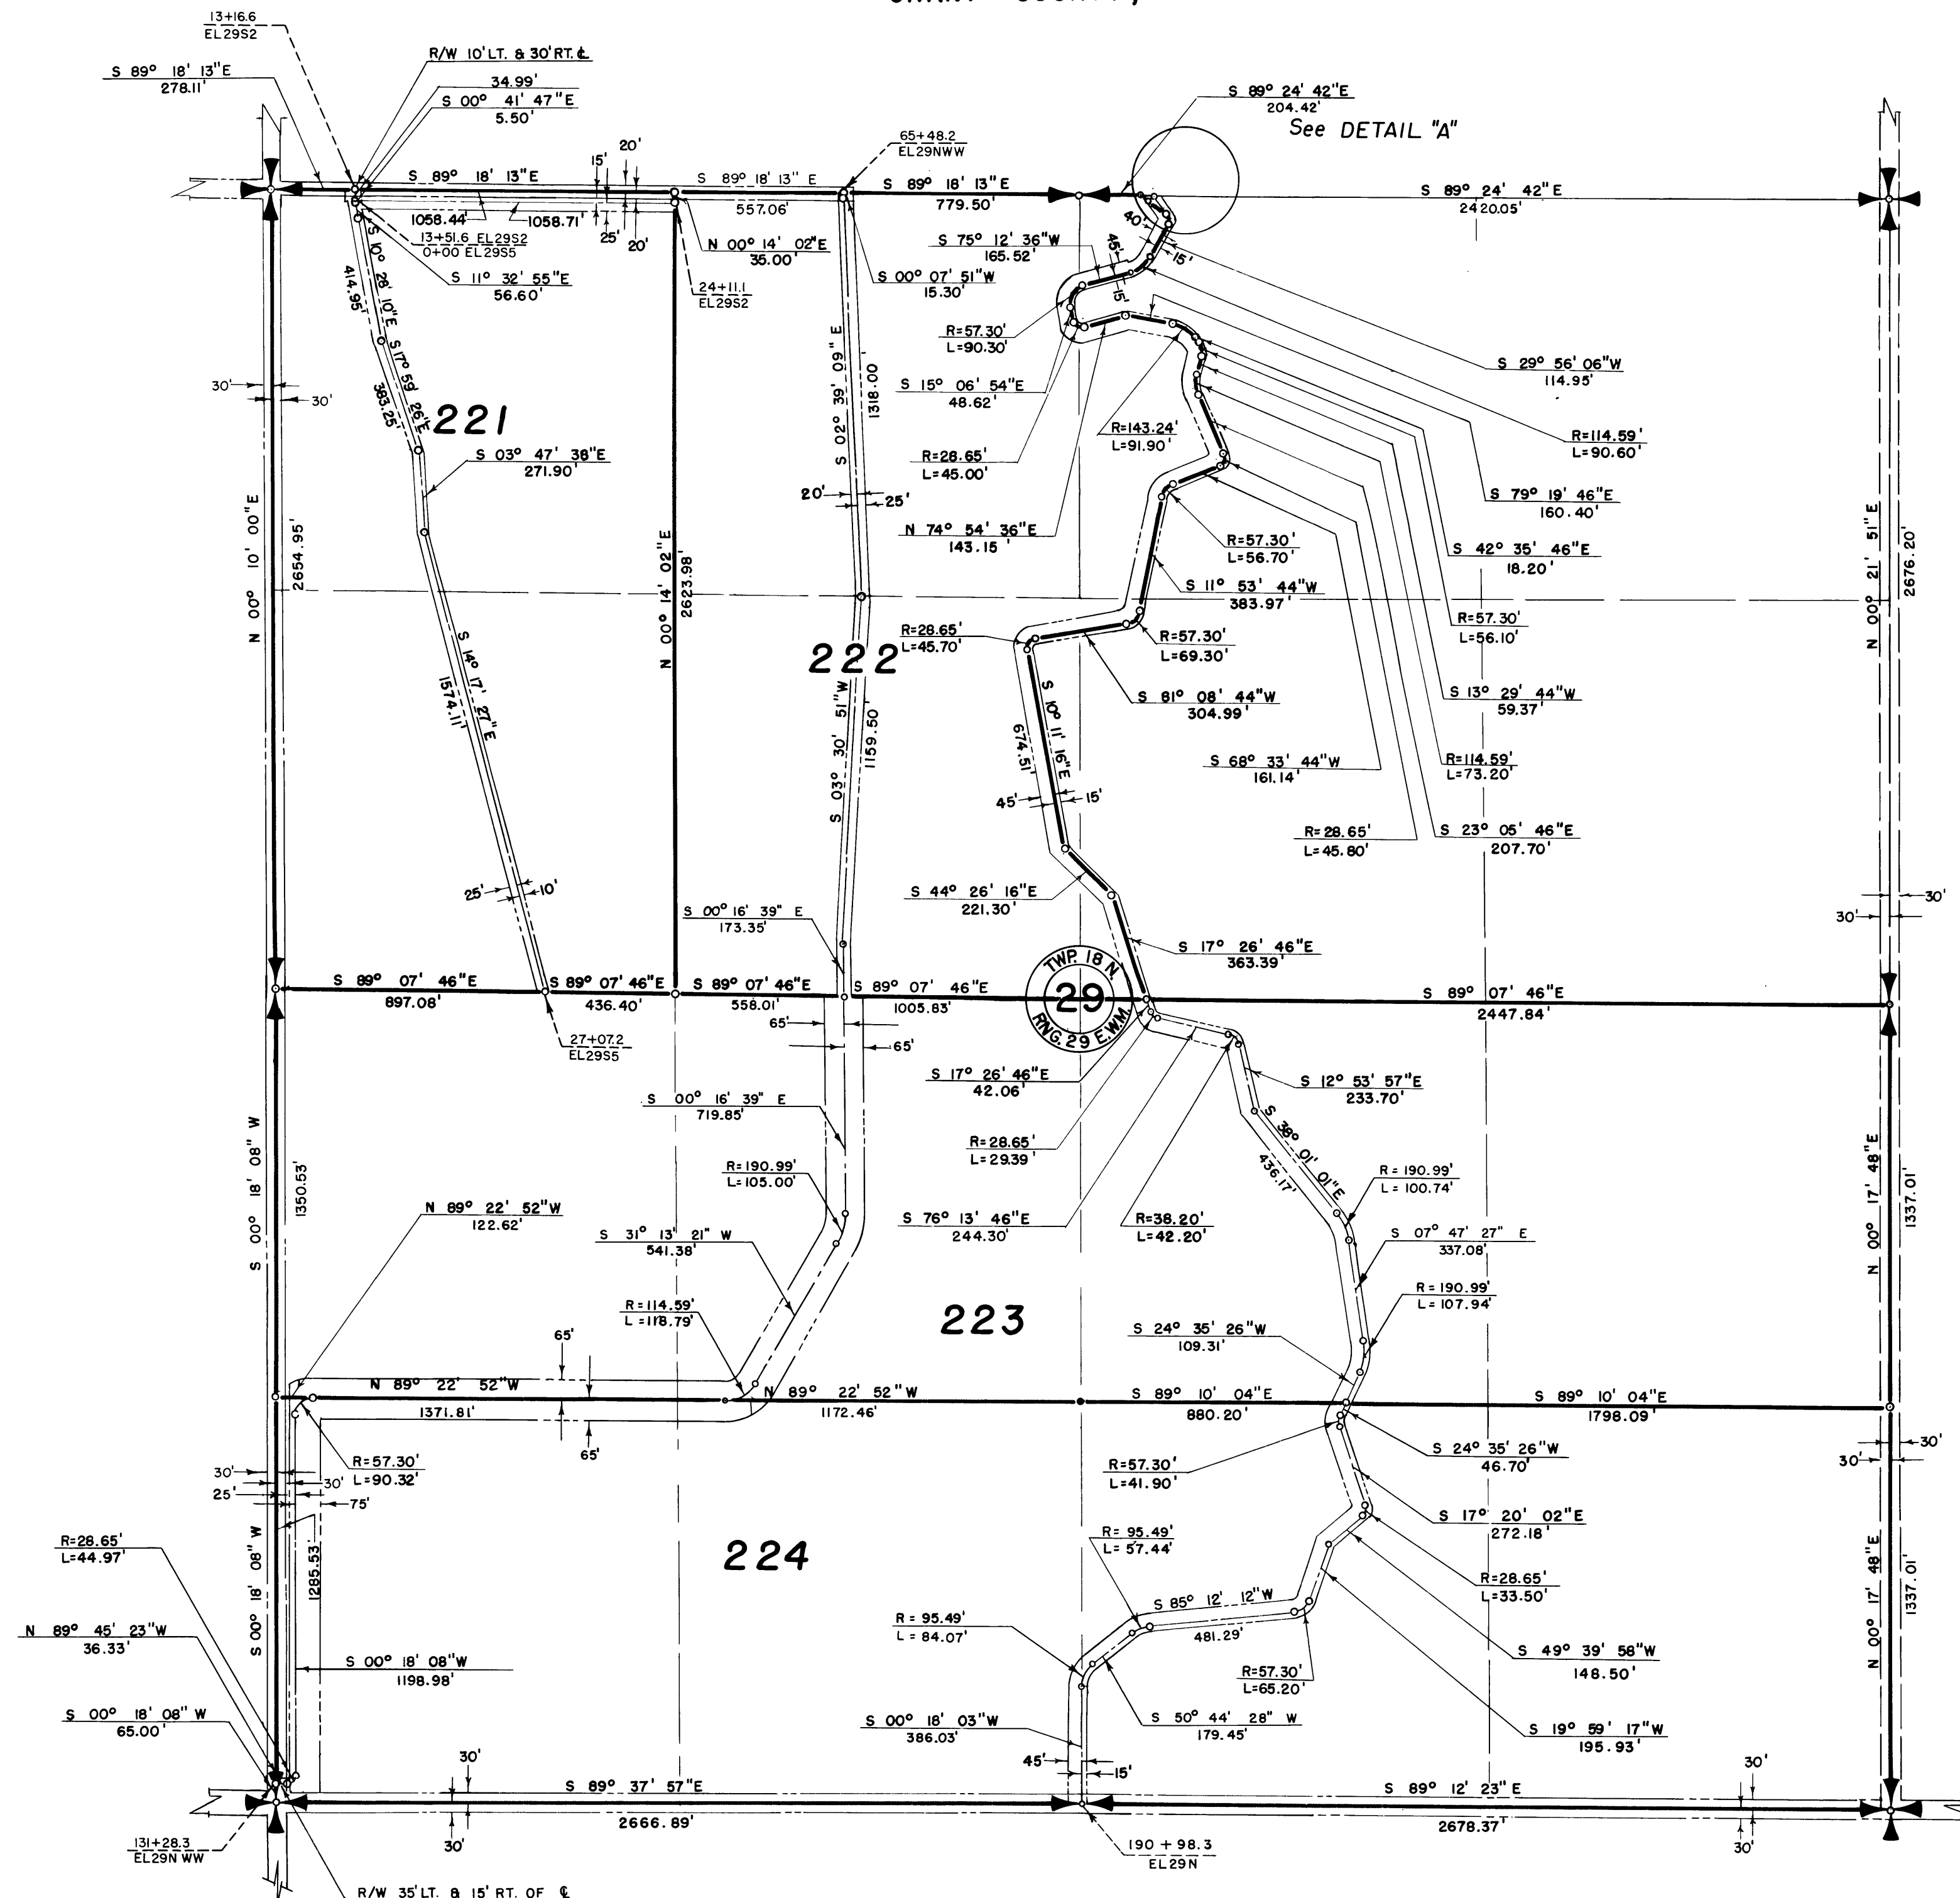 13+16.6
EL29S2
R/W 10'LT. & 30'RT. ℄
S 89° 18' 13"E
278.11'
34.99'
S 00° 41' 47"E
5.50'
S 89° 24' 42"E
204.42'
See DETAIL "A"
65+48.2
EL29NWW
15'
20'
S 89° 18' 13"E
S 89° 18' 13" E
S 89° 18' 13"E
S 89° 24' 42"E
1058.44'
1058.71'
557.06'
779.50'
2420.05'
25'
20'
13+51.6 EL29S2
0+00 EL29S5
N 00° 14' 02"E
35.00'
S 11° 32' 55"E
56.60'
24+11.1
EL29S2
S 00° 07' 51"W
15.30'
40'
15'
S 75° 12' 36"W
165.52'
45'
15'
S 10° 28' 10"E
414.95'
S 17° 59' 26"E
383.25'
R=57.30'
L=90.30'
S 29° 56' 06"W
114.95'
30'
30'
221
S 15° 06' 54"E
48.62'
S 02° 39' 09" E
1318.00'
R=143.24'
L=91.90'
R=114.59'
L=90.60'
S 03° 47' 38"E
271.90'
R=28.65'
L=45.00'
20'
25'
S 79° 19' 46"E
160.40'
N 74° 54' 36"E
143.15'
R=57.30'
L=56.70'
S 42° 35' 46"E
18.20'
N 00° 10' 00"E
2654.95'
N 00° 14' 02"E
2623.98'
N 00° 21' 51"E
2676.20'
S 11° 53' 44"W
383.97'
R=57.30'
L=56.10'
R=28.65'
L=45.70'
R=57.30'
L=69.30'
222
S 14° 17' 27"E
1574.11'
S 03° 30' 51"W
1159.50'
S 10° 11' 16"E
674.51'
S 81° 08' 44"W
304.99'
S 13° 29' 44"W
59.37'
S 68° 33' 44"W
161.14'
R=114.59'
L=73.20'
45'
15'
R=28.65'
L=45.80'
S 23° 05' 46"E
207.70'
25'
10'
S 44° 26' 16"E
221.30'
30'
30'
S 00° 16' 39" E
173.35'
S 17° 26' 46"E
363.39'
S 89° 07' 46"E
897.08'
S 89° 07' 46"E
436.40'
S 89° 07' 46"E
558.01'
S 89° 07' 46"E
1005.83'
TWP. 18 N.
29
RNG. 29 E.W.M.
S 89° 07' 46"E
2447.84'
65'
65'
27+07.2
EL29S5
S 17° 26' 46"E
42.06'
S 12° 53' 57"E
233.70'
S 00° 16' 39" E
719.85'
R=28.65'
L=29.39'
S 38° 01' 01"E
436.17'
S 00° 18' 08" W
1350.53'
R=190.99'
L=105.00'
R = 190.99'
L = 100.74'
N 00° 17' 48"E
1337.01'
N 89° 22' 52"W
122.62'
S 76° 13' 46"E
244.30'
R=38.20'
L=42.20'
S 31° 13' 21" W
541.38'
S 07° 47' 27" E
337.08'
R=114.59'
L =118.79'
223
R = 190.99'
L = 107.94'
65'
S 24° 35' 26"W
109.31'
N 89° 22' 52"W
1371.81'
N 89° 22' 52" W
1172.46'
S 89° 10' 04"E
880.20'
S 89° 10' 04"E
1798.09'
65'
R=57.30'
L=90.32'
R=57.30'
L=41.90'
S 24° 35' 26"W
46.70'
30'
30'
30'
30'
25'
75'
R=28.65'
L=44.97'
S 00° 18' 08" W
1285.53'
224
R = 95.49'
L = 57.44'
S 17° 20' 02"E
272.18'
R=28.65'
L=33.50'
N 00° 17' 48"E
1337.01'
N 89° 45' 23"W
36.33'
R = 95.49'
L = 84.07'
S 85° 12' 12"W
481.29'
S 49° 39' 58"W
148.50'
S 00° 18' 08"W
1198.98'
R=57.30'
L=65.20'
S 00° 18' 08" W
65.00'
S 00° 18' 03"W
386.03'
S 50° 44' 28" W
179.45'
S 19° 59' 17"W
195.93'
45'
15'
30'
30'
S 89° 37' 57"E
2666.89'
S 89° 12' 23"E
2678.37'
30'
30'
131+28.3
EL29N WW
190 + 98.3
EL29N
R/W 35'LT. & 15' RT. OF ℄